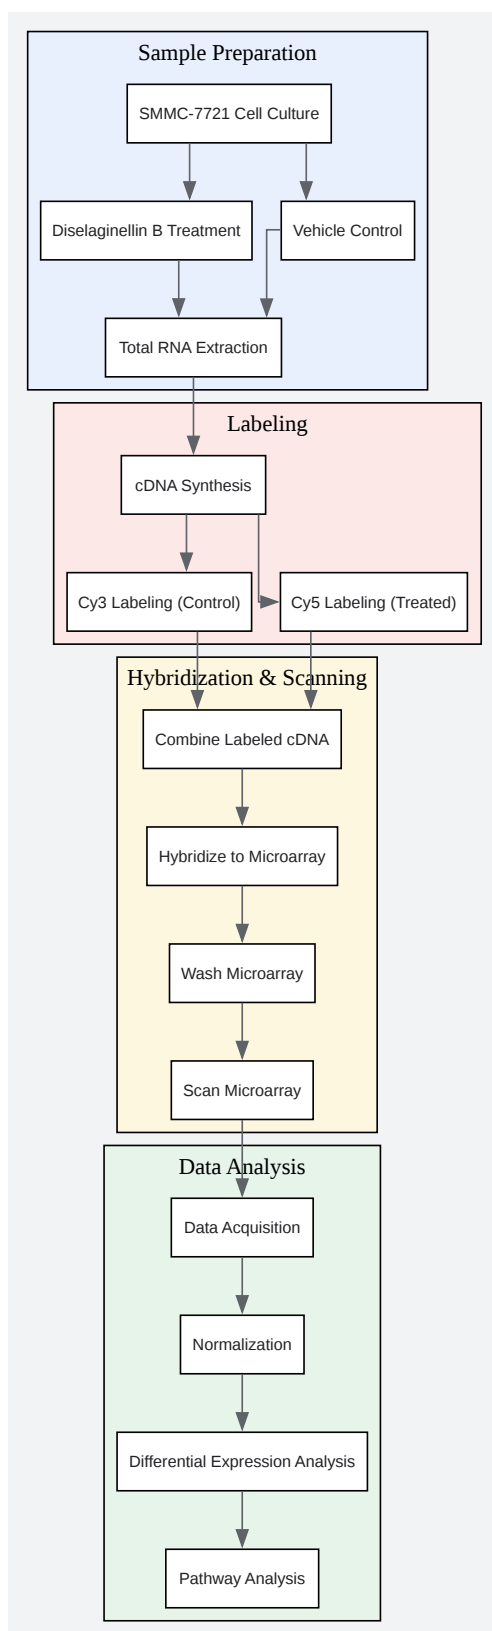 Sample Preparation
SMMC-7721 Cell Culture
Diselaginellin B Treatment
Vehicle Control
Total RNA Extraction
Labeling
cDNA Synthesis
Cy3 Labeling (Control)
Cy5 Labeling (Treated)
Hybridization & Scanning
Combine Labeled cDNA
Hybridize to Microarray
Wash Microarray
Scan Microarray
Data Analysis
Data Acquisition
Normalization
Differential Expression Analysis
Pathway Analysis